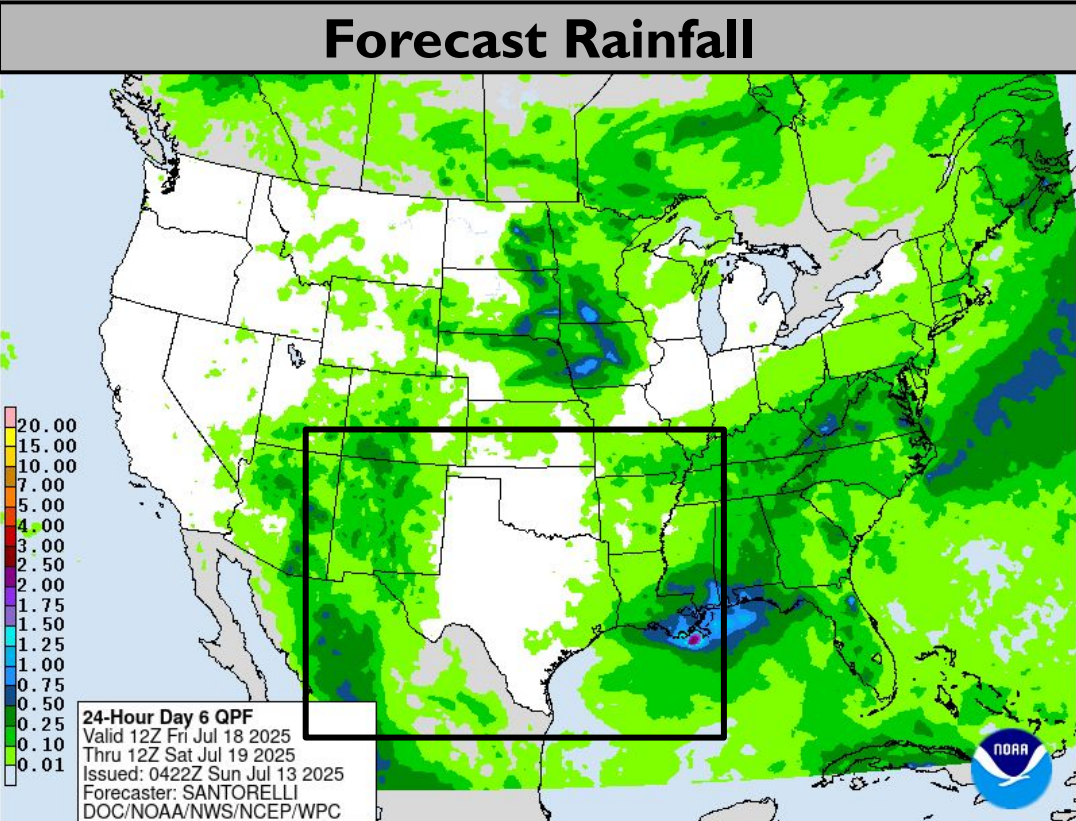 Forecast Rainfall
20.00
15.00
10.00
7.00
5.00
4.00
3.00
2.50
2.00
1.75
1.50
1.25
1.00
0.75
0.50
0.25
0.10
0.01
24-Hour Day 6 QPF
Valid 12Z Fri Jul 18 2025
Thru 12Z Sat Jul 19 2025
Issued: 0422Z Sun Jul 13 2025
Forecaster: SANTORELLI
DOC/NOAA/NWS/NCEP/WPC
NOAA